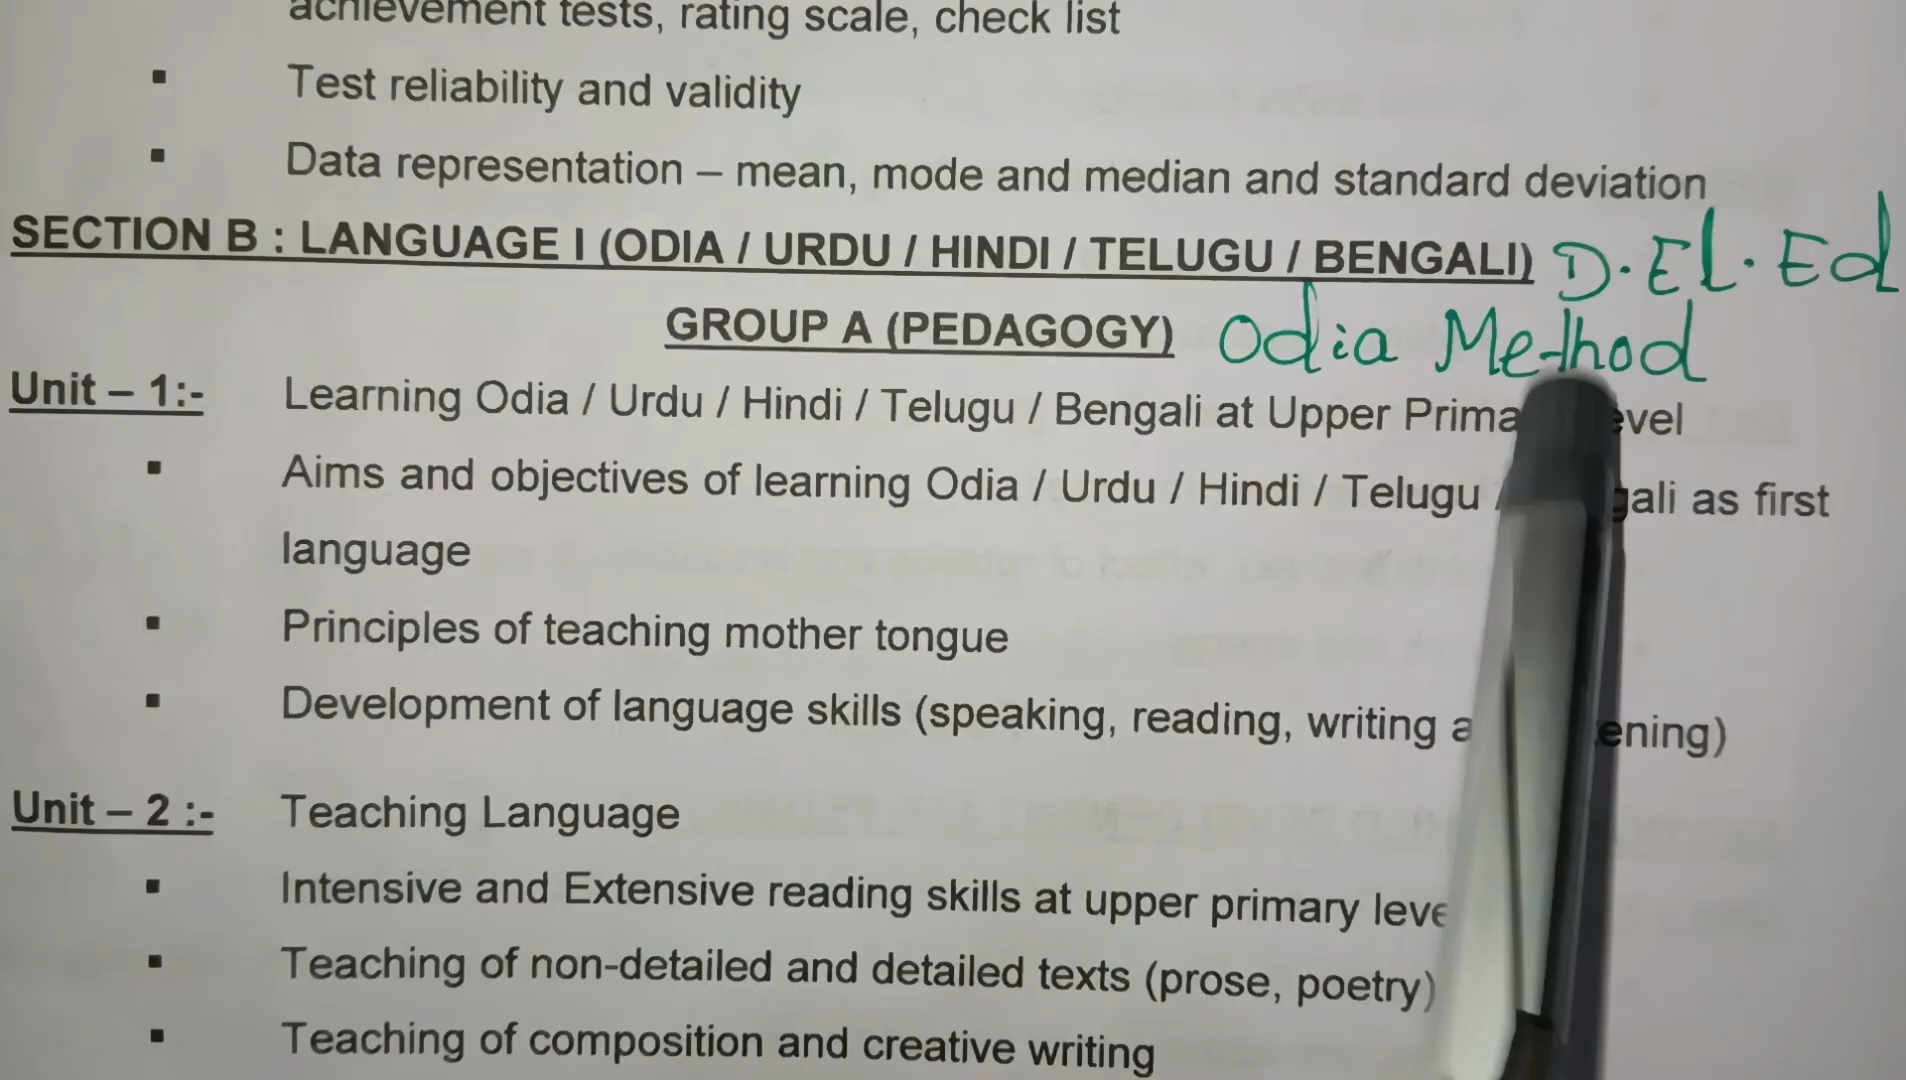 achievement tests, rating scale, check list
▪ Test reliability and validity
▪ Data representation – mean, mode and median and standard deviation
SECTION B : LANGUAGE I (ODIA / URDU / HINDI / TELUGU / BENGALI) D.El.Ed
GROUP A (PEDAGOGY) Odia Method
Unit – 1:- Learning Odia / Urdu / Hindi / Telugu / Bengali at Upper
▪ Aims and objectives of learning Odia / Urdu / Hindi / Telugu / as first
language
▪ Principles of teaching mother tongue
▪ Development of language skills (speaking, reading, writing
Unit – 2 :- Teaching Language
▪ Intensive and Extensive reading skills at upper primary
▪ Teaching of non-detailed and detailed texts (prose, poetry)
▪ Teaching of composition and creative writing